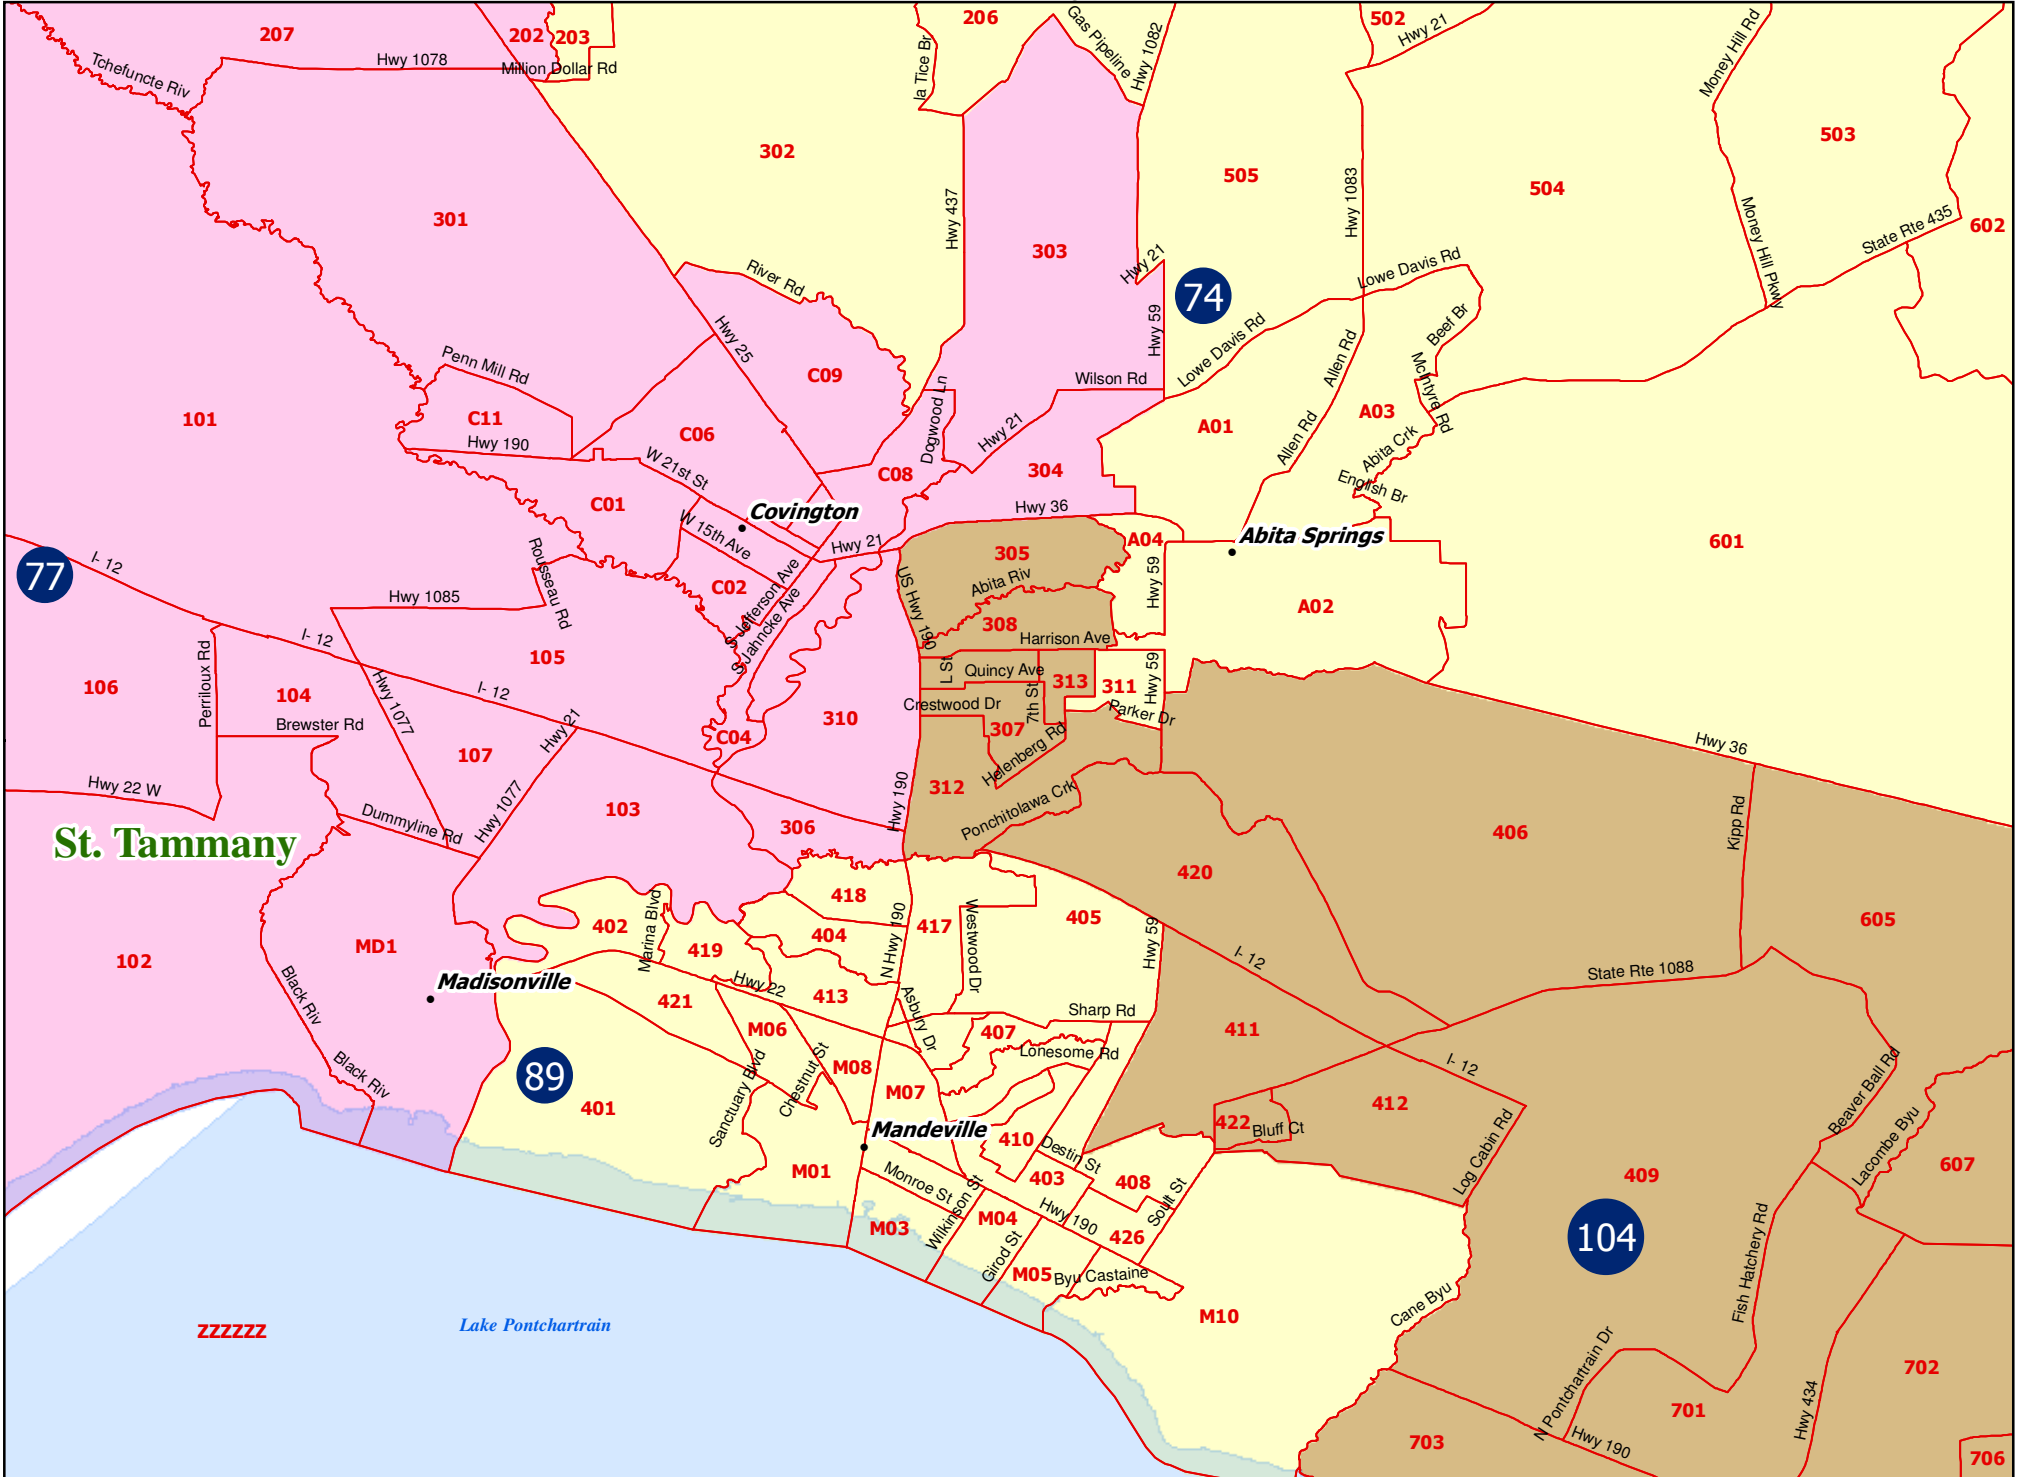 207
202
203
206
502
Hwy 21
Hwy 1078
Million Dollar Rd
Tchefuncte Riv
la Tice Br
Gas Pipeline
Hwy 1082
Money Hill Rd
503
302
505
504
301
Hwy 437
303
Hwy 1083
Money Hill Pkwy
State Rte 435
602
River Rd
Hwy 21
74
Lowe Davis Rd
Hwy 25
Hwy 59
Lowe Davis Rd
Allen Rd
Beef Br
Penn Mill Rd
C09
Dogwood Ln
Wilson Rd
McIntyre Rd
101
C11
C06
Hwy 21
A01
A03
Allen Rd
Hwy 190
W 21st St
C08
304
Abita Crk
English Br
C01
Covington
Hwy 36
W 15th Ave
Hwy 21
305
A04
Abita Springs
601
77
I- 12
Rousseau Rd
C02
US Hwy 190
Abita Riv
Hwy 59
A02
Hwy 1085
S Jefferson Ave
S Jahncke Ave
308
Harrison Ave
I- 12
Perriloux Rd
105
L St
Quincy Ave
313
311
Hwy 59
106
104
Hwy 1077
I- 12
Crestwood Dr
7th St
Parker Dr
Brewster Rd
Hwy 21
C04
310
307
Helenberg Rd
107
Hwy 36
Hwy 22 W
Hwy 1077
103
Hwy 190
312
Ponchitolawa Crk
Dummyline Rd
306
Kipp Rd
406
St. Tammany
420
418
402
Marina Blvd
404
N Hwy 190
417
Westwood Dr
405
Hwy 59
605
MD1
419
102
I- 12
State Rte 1088
Black Riv
Madisonville
Hwy 22
413
421
Asbury Dr
Sharp Rd
M06
407
411
Lonesome Rd
89
Sanctuary Blvd
Chestnut St
M08
M07
I- 12
Black Riv
401
Beaver Ball Rd
412
422
Bluff Ct
Mandeville
410
Destin St
Log Cabin Rd
Lacombe Byu
M01
Monroe St
403
408
409
607
Wilkinson St
Soult St
M03
M04
Hwy 190
426
104
Girod St
M05
Byu Castaine
Fish Hatchery Rd
Cane Byu
zzzzzz
Lake Pontchartrain
M10
N Pontchartrain Dr
702
701
Hwy 434
703
Hwy 190
706